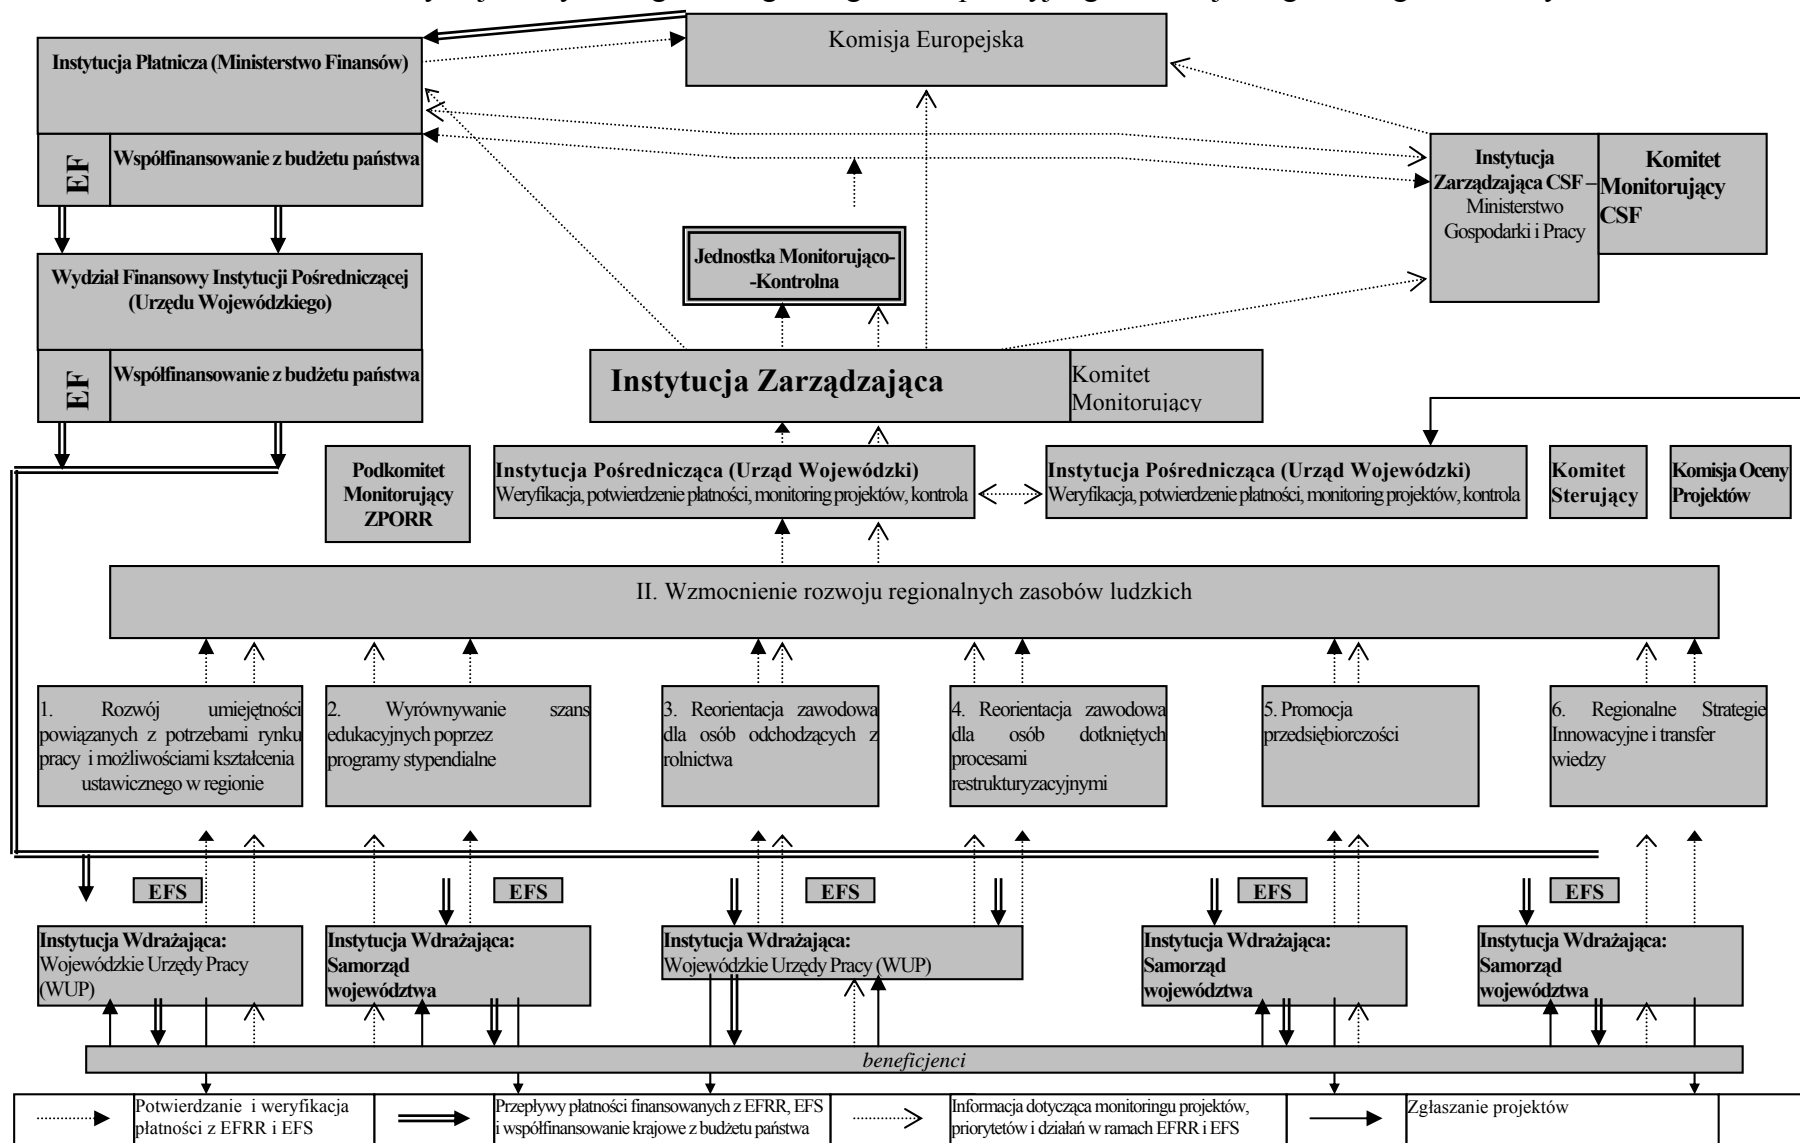 Komisja Europejska
Instytucja Płatnicza (Ministerstwo Finansów)
EF
Współfinansowanie z budżetu państwa
Instytucja
Zarządzająca CSF –
Ministerstwo
Gospodarki i Pracy
Komitet
Monitorujący
CSF
Jednostka Monitorująco-
-Kontrolna
Wydział Finansowy Instytucji Pośredniczącej
(Urzędu Wojewódzkiego)
EF
Współfinansowanie z budżetu państwa
Instytucja Zarządzająca
Komitet
Monitorujący
Podkomitet
Monitorujący
ZPORR
Instytucja Pośrednicząca (Urząd Wojewódzki)
Weryfikacja, potwierdzenie płatności, monitoring projektów, kontrola
Instytucja Pośrednicząca (Urząd Wojewódzki)
Weryfikacja, potwierdzenie płatności, monitoring projektów, kontrola
Komitet
Sterujący
Komisja Oceny
Projektów
II. Wzmocnienie rozwoju regionalnych zasobów ludzkich
1. Rozwój umiejętności
powiązanych z potrzebami rynku
pracy i możliwościami kształcenia
ustawicznego w regionie
2. Wyrównywanie szans
edukacyjnych poprzez
programy stypendialne
3. Reorientacja zawodowa
dla osób odchodzących z
rolnictwa
4. Reorientacja zawodowa
dla osób dotkniętych
procesami
restrukturyzacyjnymi
5. Promocja
przedsiębiorczości
6. Regionalne Strategie
Innowacyjne i transfer
wiedzy
EFS
EFS
EFS
EFS
EFS
Instytucja Wdrażająca:
Wojewódzkie Urzędy Pracy
(WUP)
Instytucja Wdrażająca:
Samorząd
województwa
Instytucja Wdrażająca:
Wojewódzkie Urzędy Pracy (WUP)
Instytucja Wdrażająca:
Samorząd
województwa
Instytucja Wdrażająca:
Samorząd
województwa
beneficjenci
Potwierdzanie i weryfikacja
płatności z EFRR i EFS
Przepływy płatności finansowanych z EFRR, EFS
i współfinansowanie krajowe z budżetu państwa
Informacja dotycząca monitoringu projektów,
priorytetów i działań w ramach EFRR i EFS
Zgłaszanie projektów